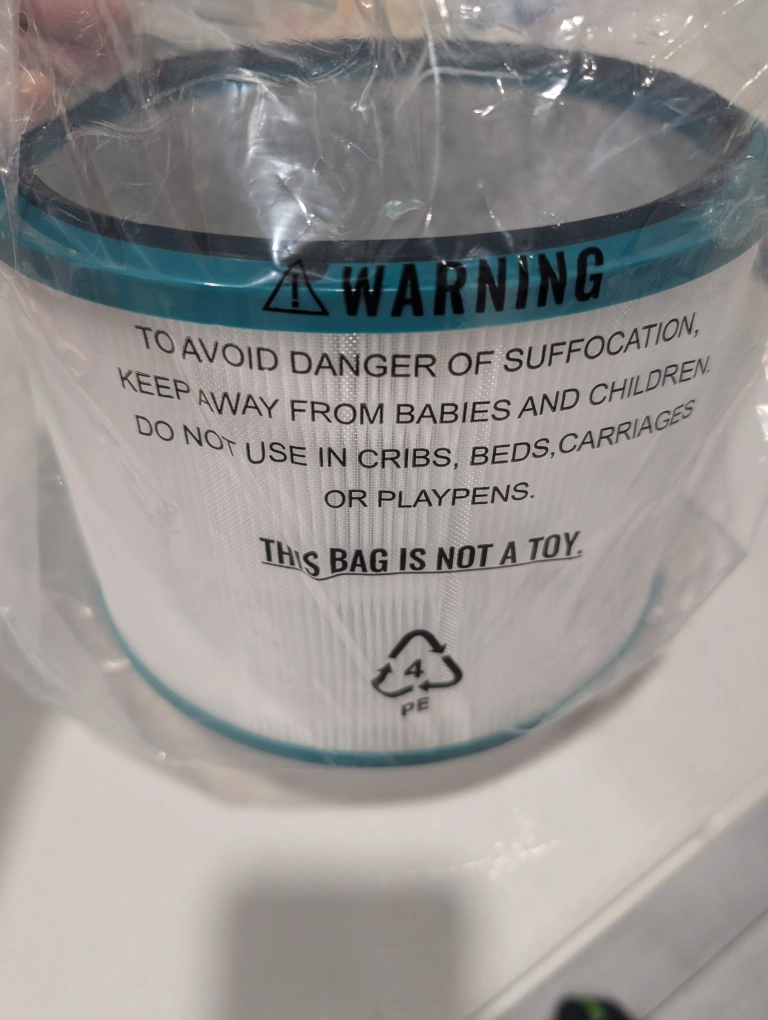 WARNING
TO AVOID DANGER OF SUFFOCATION,
KEEP AWAY FROM BABIES AND CHILDREN.
DO NOT USE IN CRIBS, BEDS, CARRIAGES
OR PLAYPENS.
THIS BAG IS NOT A TOY.
4
PE